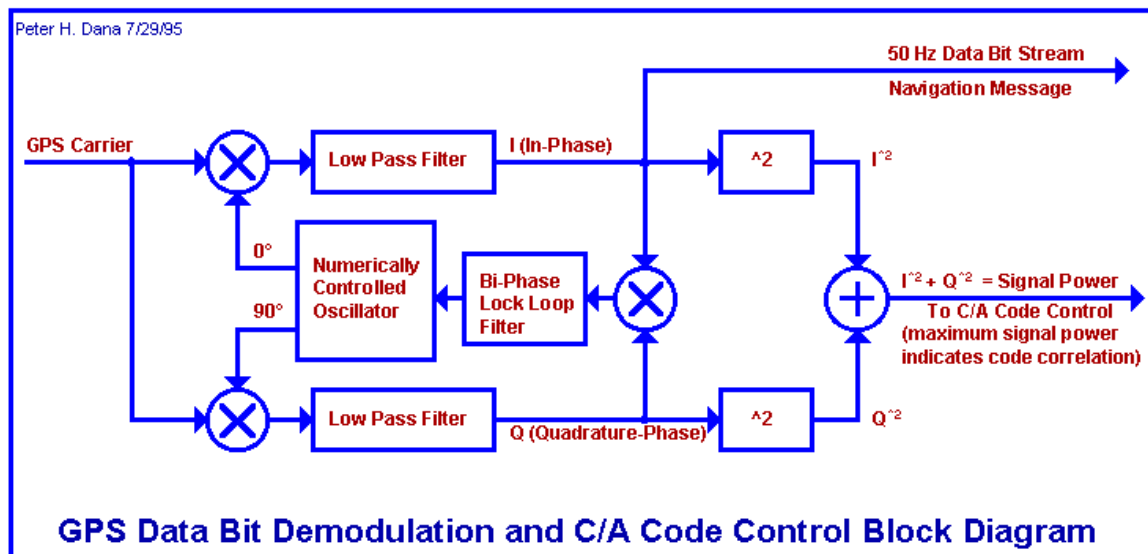 Peter H. Dana 7/29/95
50 Hz Data Bit Stream
Navigation Message
GPS Carrier
Low Pass Filter
I (In-Phase)
^2
I^2
0°
90°
Numerically
Controlled
Oscillator
Bi-Phase
Lock Loop
Filter
I^2 + Q^2 = Signal Power
To C/A Code Control
(maximum signal power
indicates code correlation)
Low Pass Filter
Q (Quadrature-Phase)
^2
Q^2
GPS Data Bit Demodulation and C/A Code Control Block Diagram